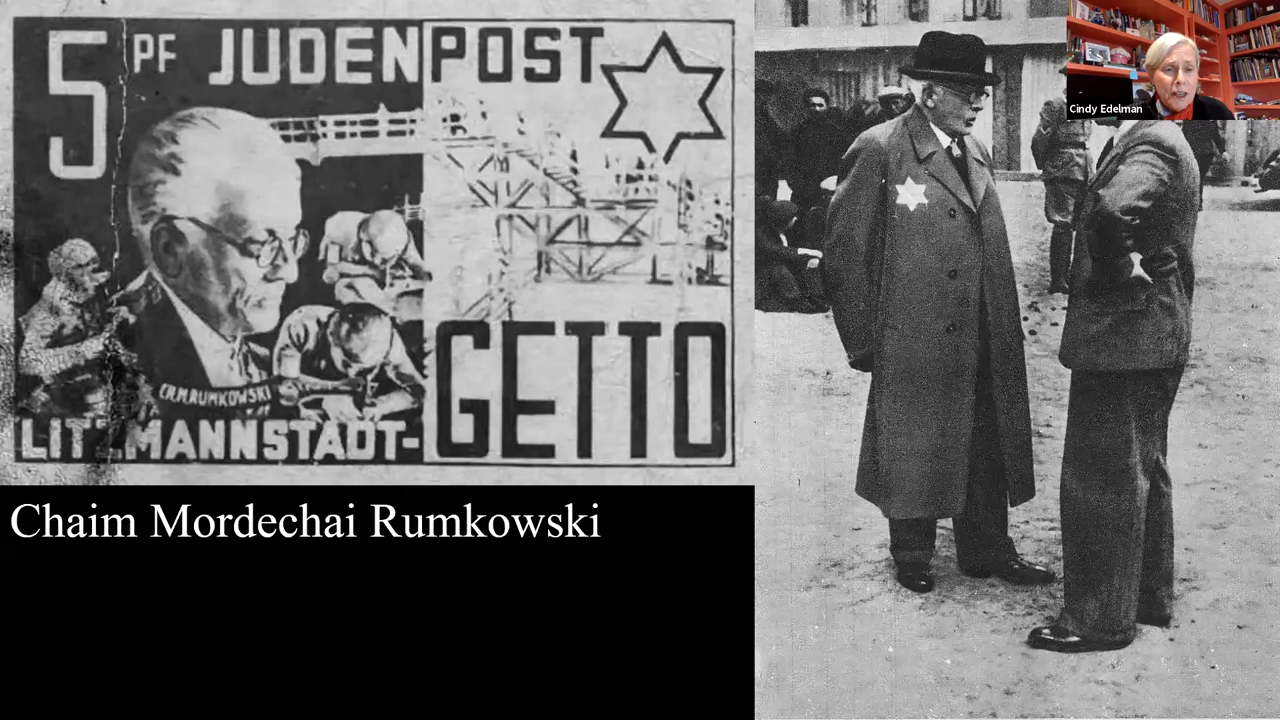 5 PF JUDENPOST
CH.M.RUMKOWSKI
LITZMANNSTADT-GETTO
Chaim Mordechai Rumkowski
Cindy Edelman